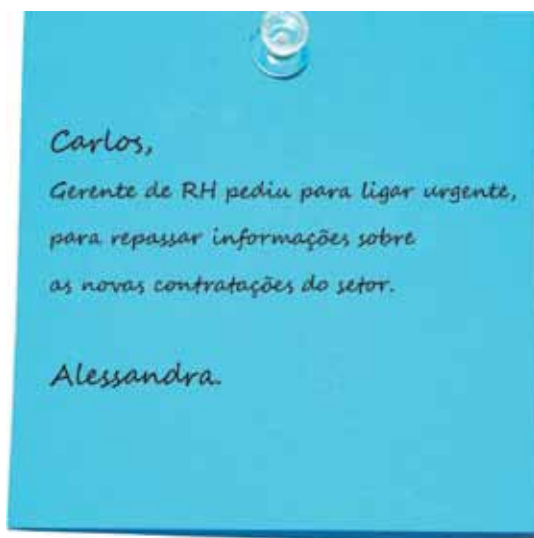 Carlos,
Gerente de RH pediu para ligar urgente,
para repassar informações sobre
as novas contratações do setor.
Alessandra.